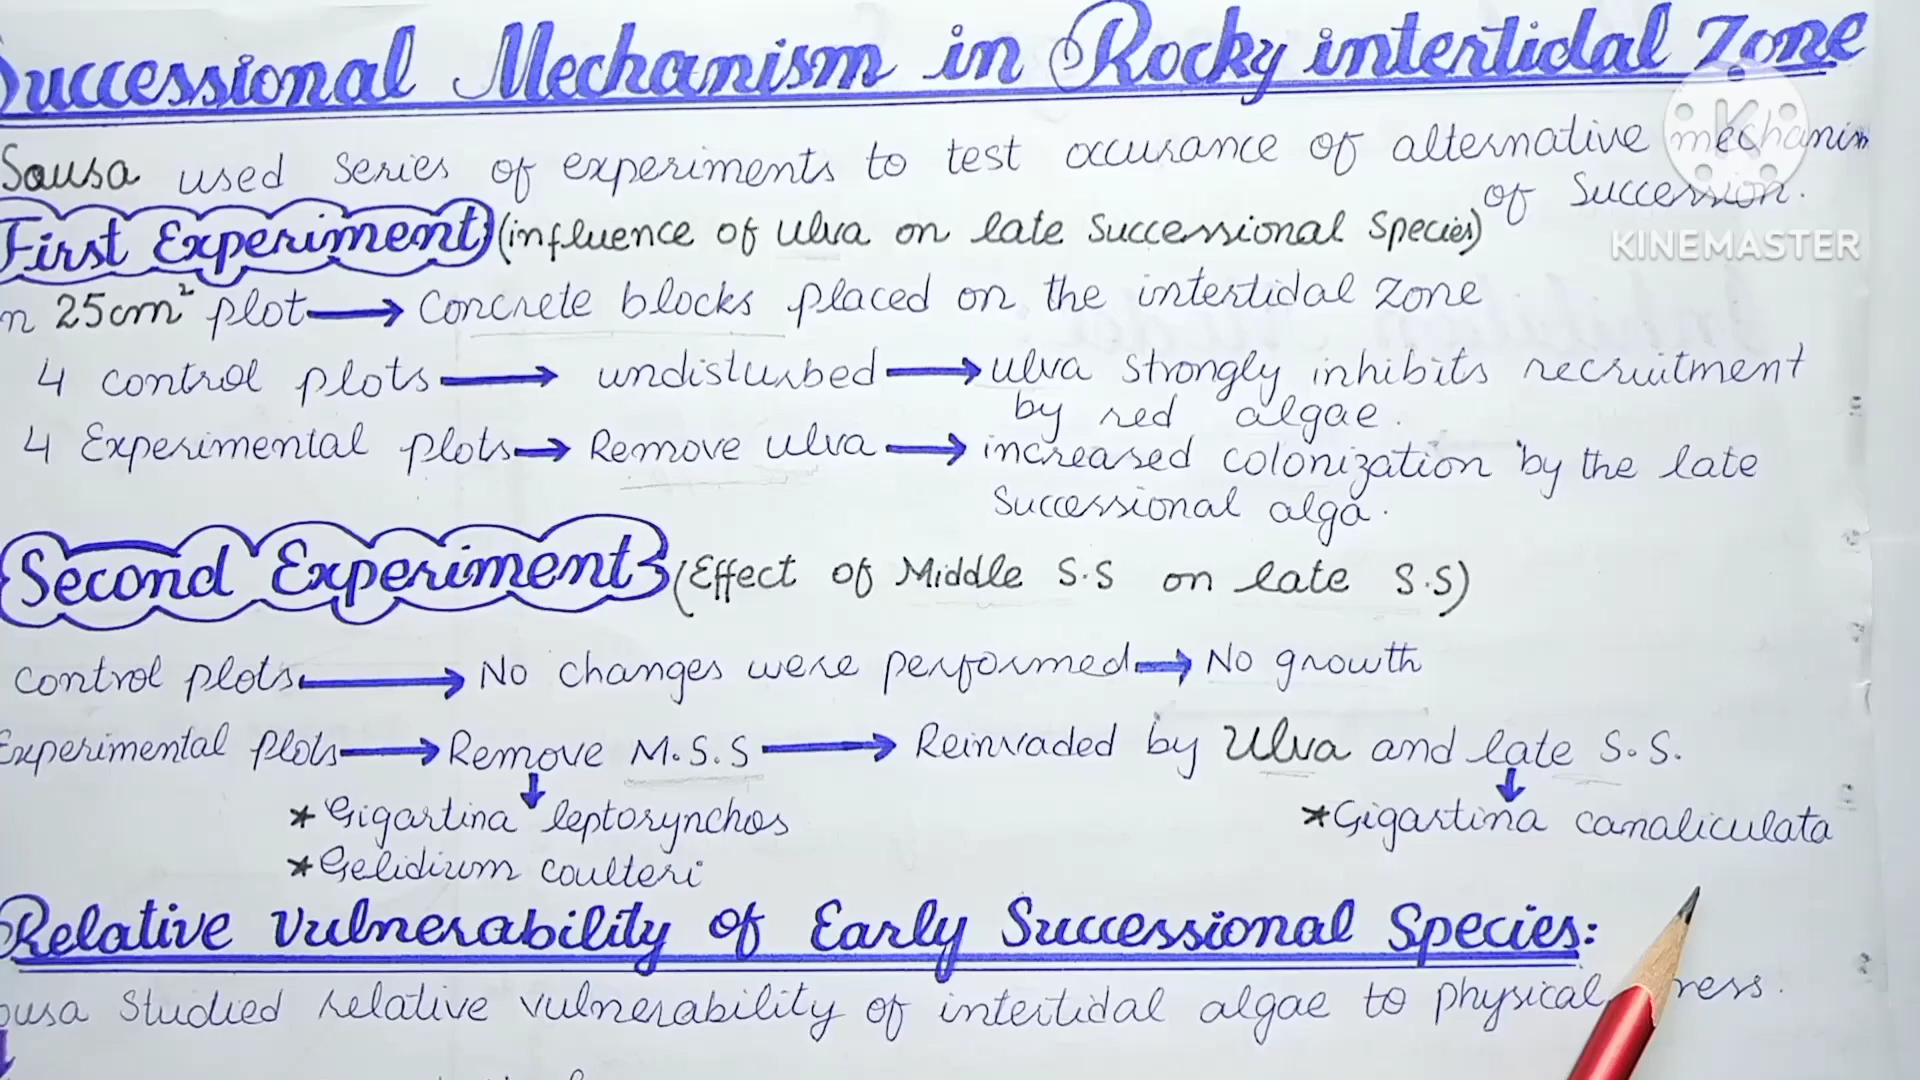 Successional Mechanism in Rocky intertidal Zone
Sousa used series of experiments to test occurance of alternative mechanism
of Succession.
KINEMASTER
First Experiment (influence of ulva on late Successional Species)
25cm² plot → Concrete blocks placed on the intertidal zone
4 control plots → undisturbed → ulva strongly inhibits recruitment
by red algae.
4 Experimental plots → Remove ulva → increased colonization by the late
Successional alga.
Second Experiment (Effect of Middle S.S on late S.S)
Control plots → No changes were performed → No growth
Experimental plots → Remove M.S.S → Reinvaded by Ulva and late S.S.
* Gigartina leptorynchos
* Gigartina canaliculata
* Gelidium coulteri
Relative Vulnerability of Early Successional Species:
Sousa Studied relative vulnerability of intertidal algae to physical